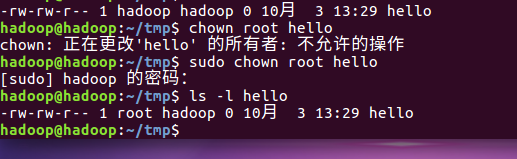 -rw-rw-r-- 1 hadoop hadoop 0 10月  3 13:29 hello
hadoop@hadoop:~/tmp$ chown root hello
chown: 正在更改'hello' 的所有者: 不允许的操作
hadoop@hadoop:~/tmp$ sudo chown root hello
[sudo] hadoop 的密码：
hadoop@hadoop:~/tmp$ ls -l hello
-rw-rw-r-- 1 root hadoop 0 10月  3 13:29 hello
hadoop@hadoop:~/tmp$